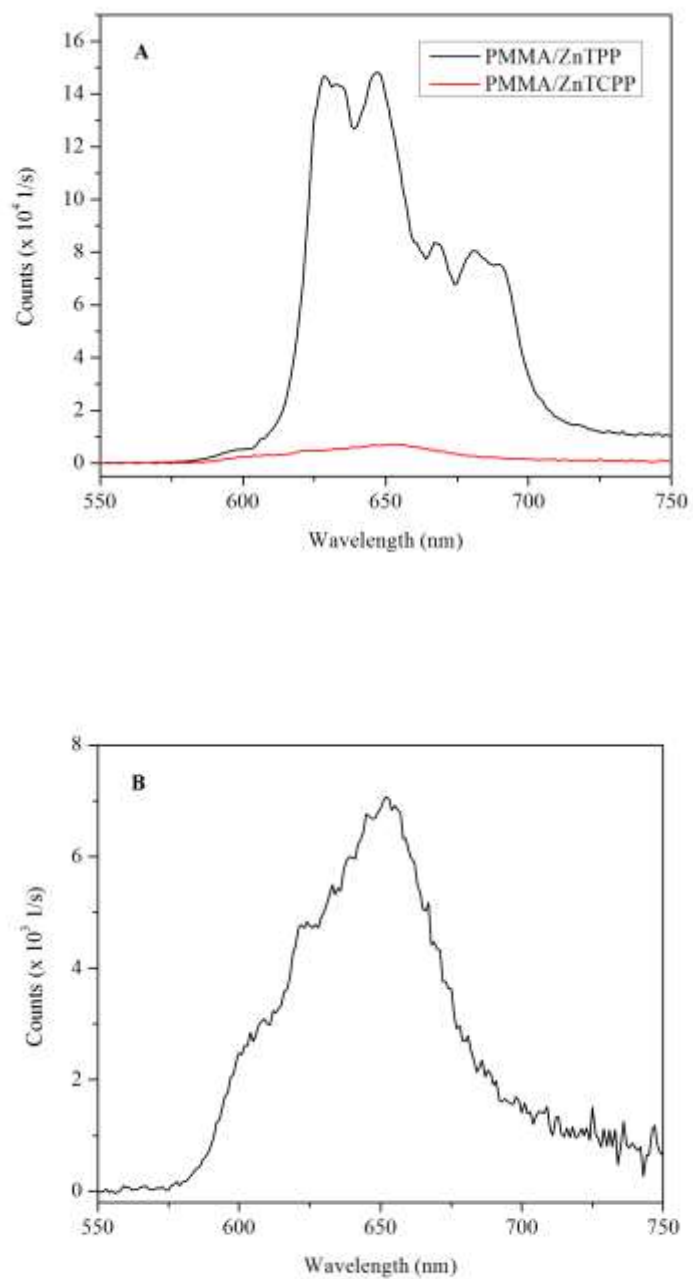 A
PMMA/ZnTPP
PMMA/ZnTCPP
16
14
12
10
8
6
4
2
0
Counts (x 10⁴ 1/s)
550 600 650 700 750
Wavelength (nm)
B
8
6
4
2
0
Counts (x 10³ 1/s)
550 600 650 700 750
Wavelength (nm)